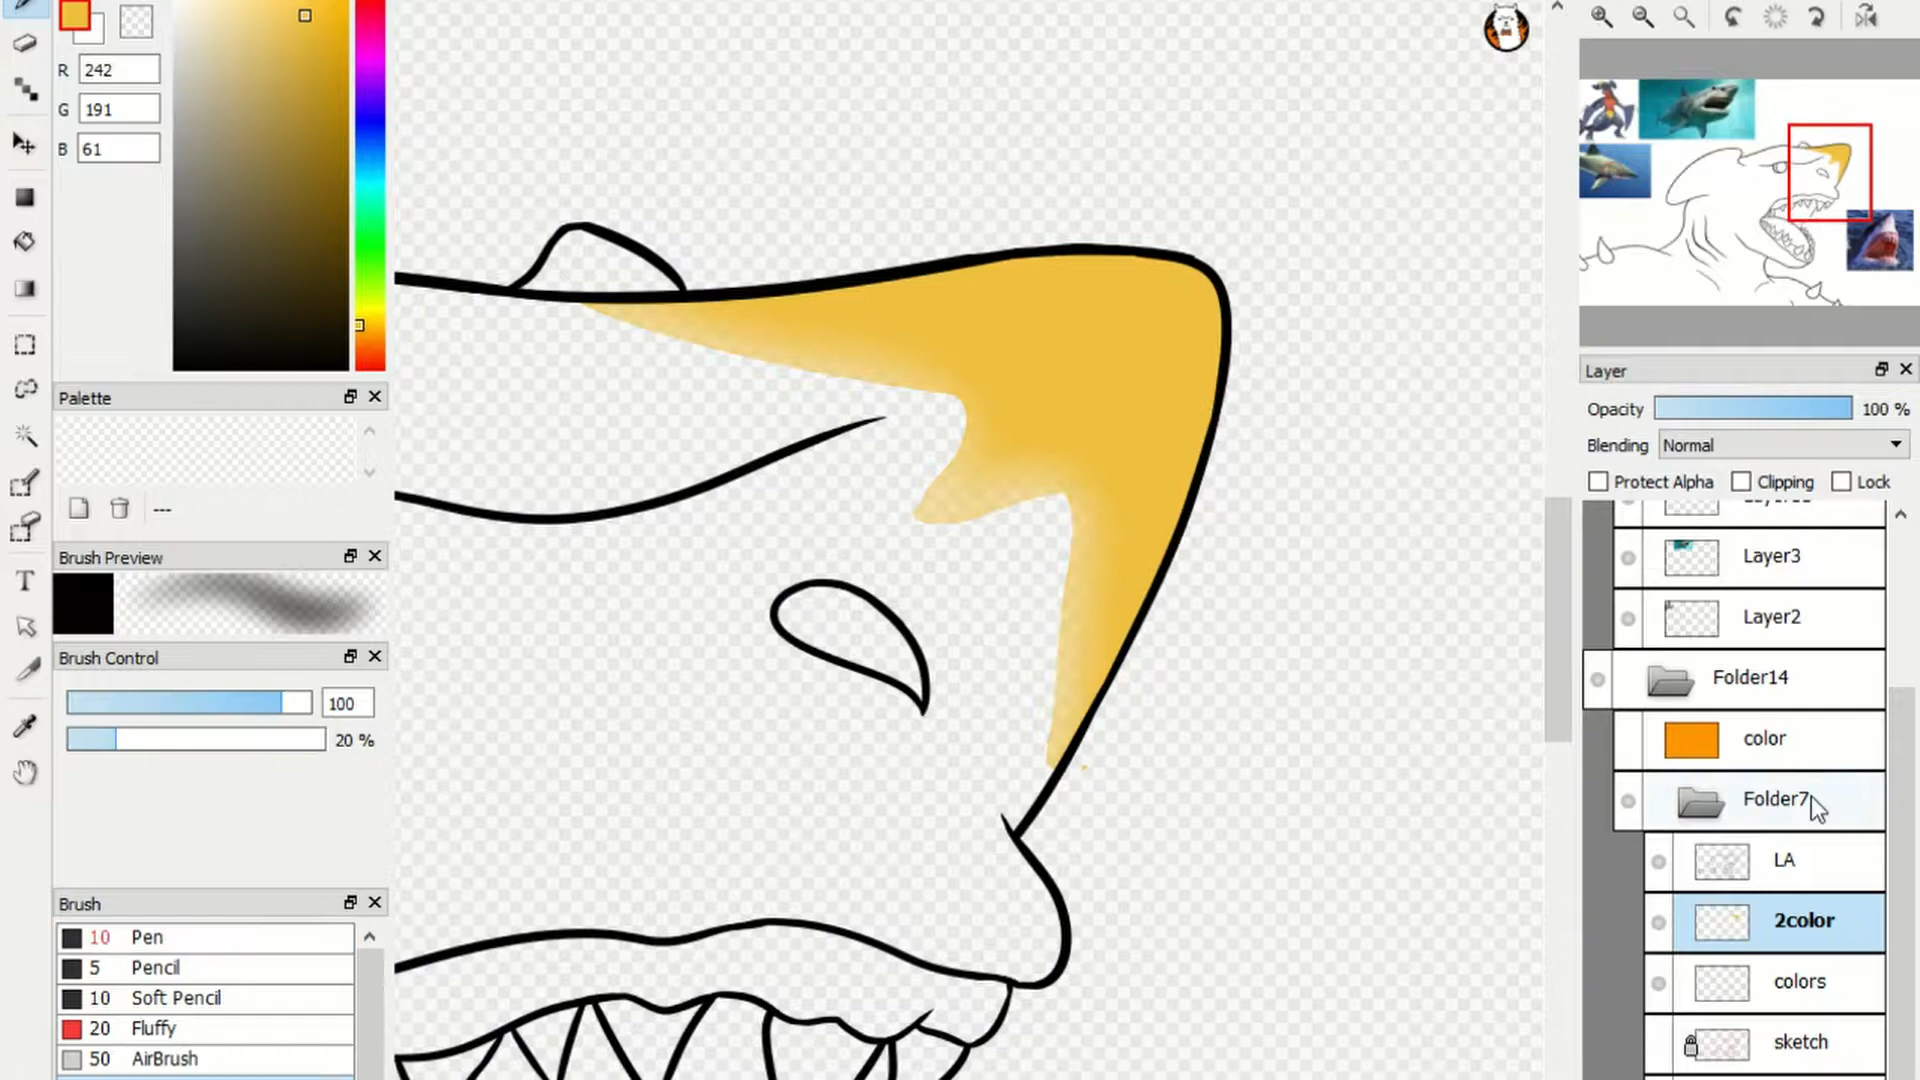 R 242
G 191
B 61
Palette
---
Brush Preview
Brush Control
100
20 %
Brush
10 Pen
5 Pencil
10 Soft Pencil
20 Fluffy
50 AirBrush
T
Layer
Opacity 100 %
Blending Normal
Protect Alpha Clipping Lock
Layer3
Layer2
Folder14
color
Folder7
LA
2color
colors
sketch